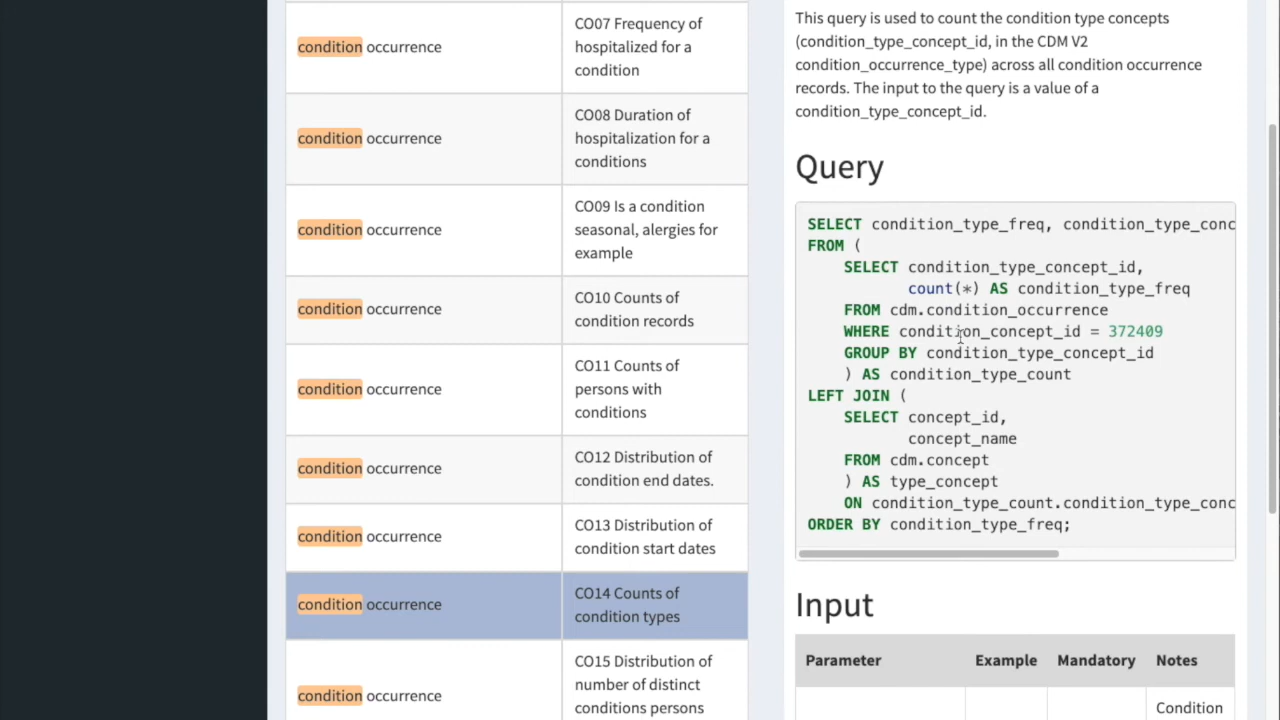 condition occurrence
CO07 Frequency of
hospitalized for a
condition
condition occurrence
CO08 Duration of
hospitalization for a
conditions
condition occurrence
CO09 Is a condition
seasonal, alergies for
example
condition occurrence
CO10 Counts of
condition records
condition occurrence
CO11 Counts of
persons with
conditions
condition occurrence
CO12 Distribution of
condition end dates.
condition occurrence
CO13 Distribution of
condition start dates
condition occurrence
CO14 Counts of
condition types
condition occurrence
CO15 Distribution of
number of distinct
conditions persons
This query is used to count the condition type concepts
(condition_type_concept_id, in the CDM V2
condition_occurrence_type) across all condition occurrence
records. The input to the query is a value of a
condition_type_concept_id.
Query
SELECT condition_type_freq, condition_type_conc
FROM (
SELECT condition_type_concept_id,
count(*) AS condition_type_freq
FROM cdm.condition_occurrence
WHERE condition_concept_id = 372409
GROUP BY condition_type_concept_id
) AS condition_type_count
LEFT JOIN (
SELECT concept_id,
concept_name
FROM cdm.concept
) AS type_concept
ON condition_type_count.condition_type_conc
ORDER BY condition_type_freq;
Input
Parameter Example Mandatory Notes
Condition